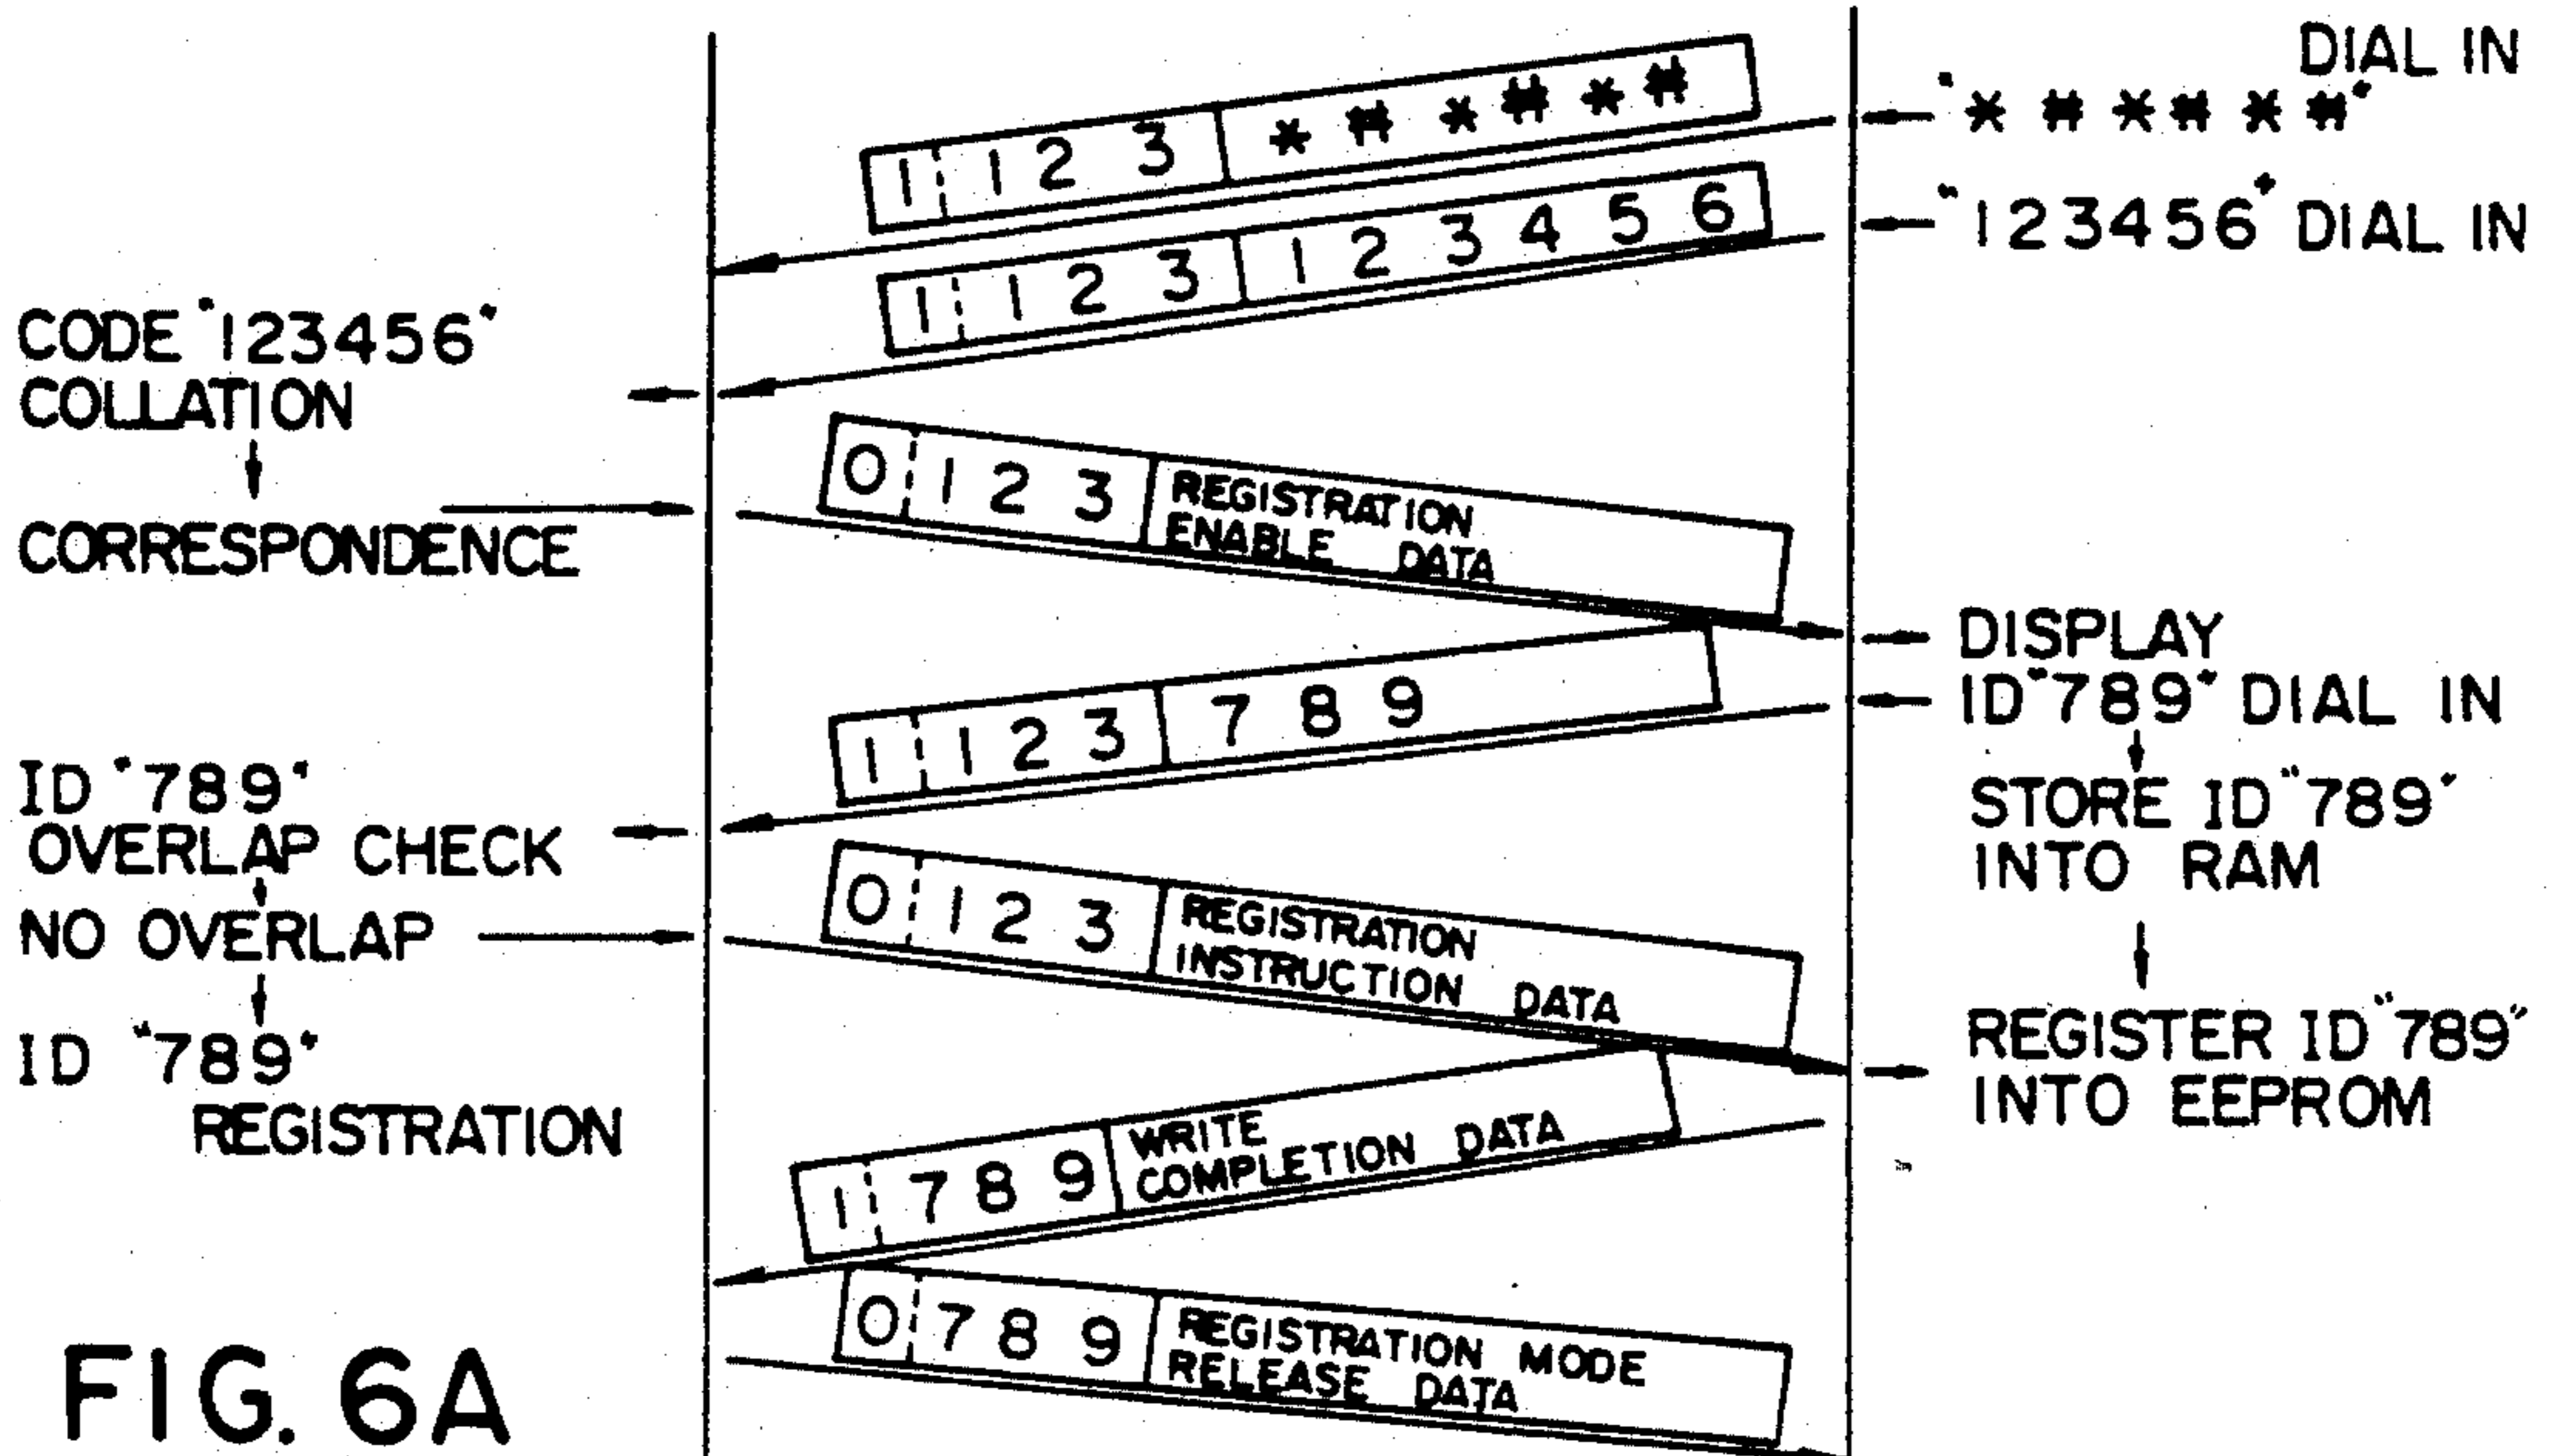 DIAL IN
"* # * # * #"
1 1 2 3 * # * # * #
"123456" DIAL IN
1 1 2 3 1 2 3 4 5 6
CODE "123456"
COLLATION
CORRESPONDENCE
0 1 2 3 REGISTRATION
ENABLE DATA
DISPLAY
ID "789" DIAL IN
1 1 2 3 7 8 9
STORE ID "789"
INTO RAM
ID "789"
OVERLAP CHECK
NO OVERLAP
0 1 2 3 REGISTRATION
INSTRUCTION DATA
ID "789"
REGISTRATION
REGISTER ID "789"
INTO EEPROM
1 7 8 9 WRITE
COMPLETION DATA
0 7 8 9 REGISTRATION MODE
RELEASE DATA
FIG. 6A